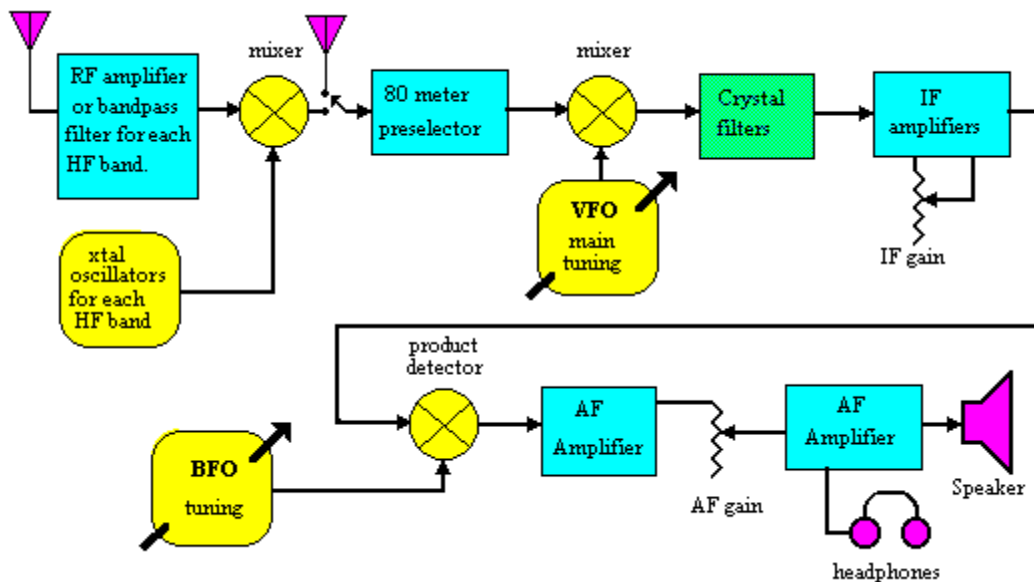 mixer
RF amplifier
or bandpass
filter for each
HF band.
80 meter
preselector
mixer
Crystal
filters
IF
amplifiers
VFO
main
tuning
IF gain
xtal
oscillators
for each
HF band
product
detector
BFO
tuning
AF
Amplifier
AF gain
AF
Amplifier
Speaker
headphones